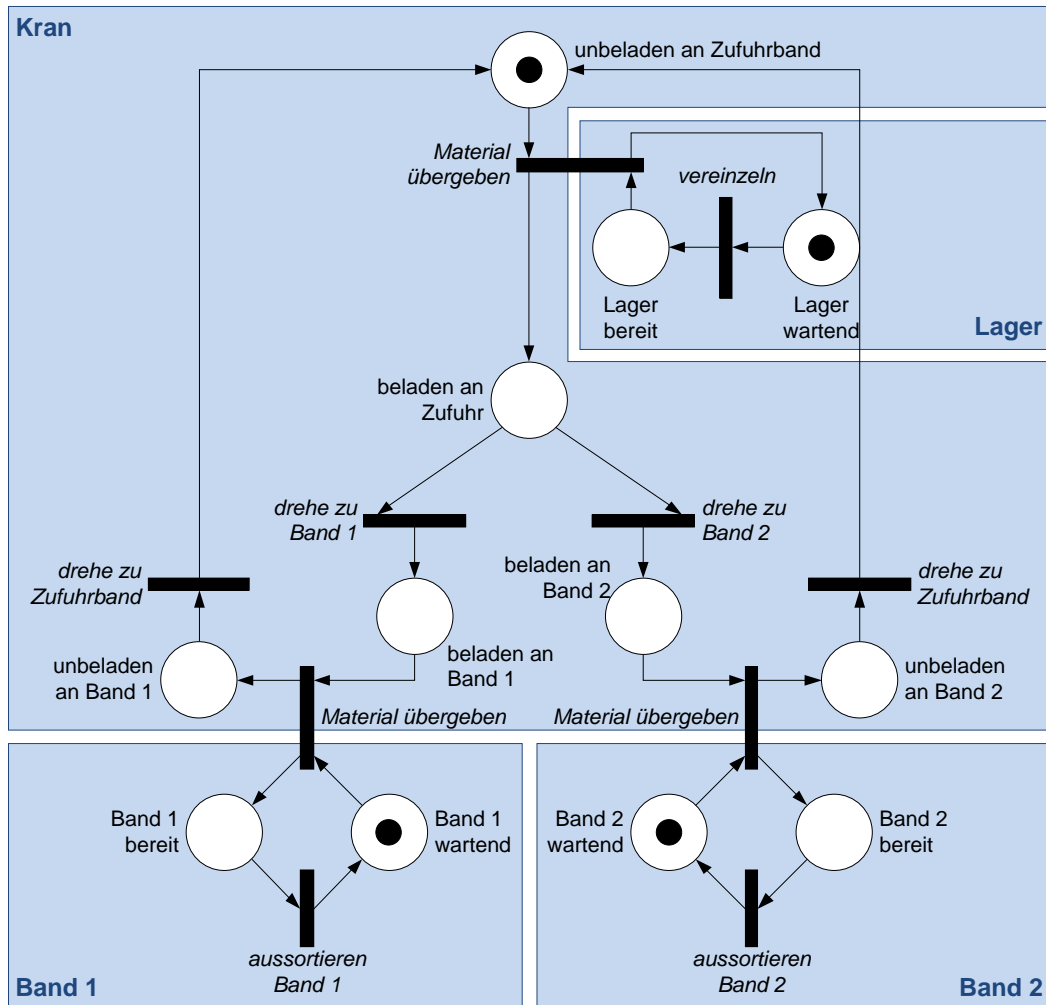 Kran
unbeladen an Zufuhrband
Material
übergeben
vereinzeln
Lager
bereit
Lager
wartend
Lager
beladen an
Zufuhr
drehe zu
Band 1
drehe zu
Band 2
drehe zu
Zufuhrband
beladen an
Band 2
drehe zu
Zufuhrband
unbeladen
an Band 1
beladen an
Band 1
unbeladen
an Band 2
Material übergeben
Material übergeben
Band 1
bereit
Band 1
wartend
Band 2
wartend
Band 2
bereit
aussortieren
Band 1
aussortieren
Band 2
Band 1
Band 2